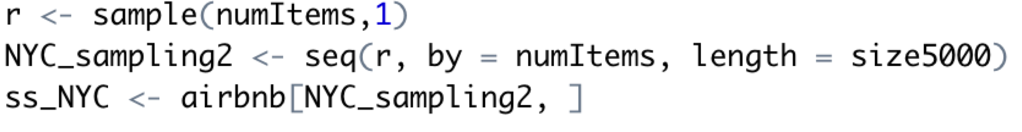 r <- sample(numItems,1)
NYC_sampling2 <- seq(r, by = numItems, length = size5000)
ss_NYC <- airbnb[NYC_sampling2, ]